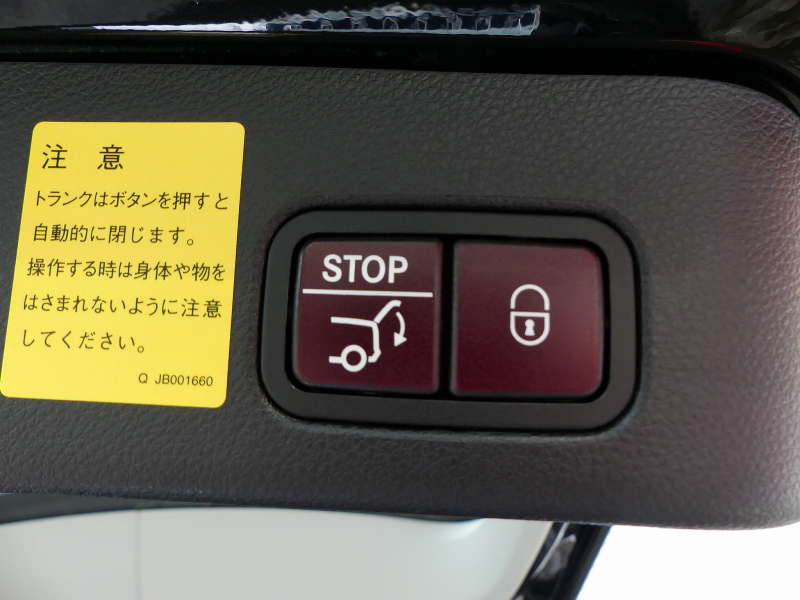 注 意
トランクはボタンを押すと
自動的に閉じます。
操作する時は身体や物を
はさまれないように注意
してください。
Q JB001660
STOP